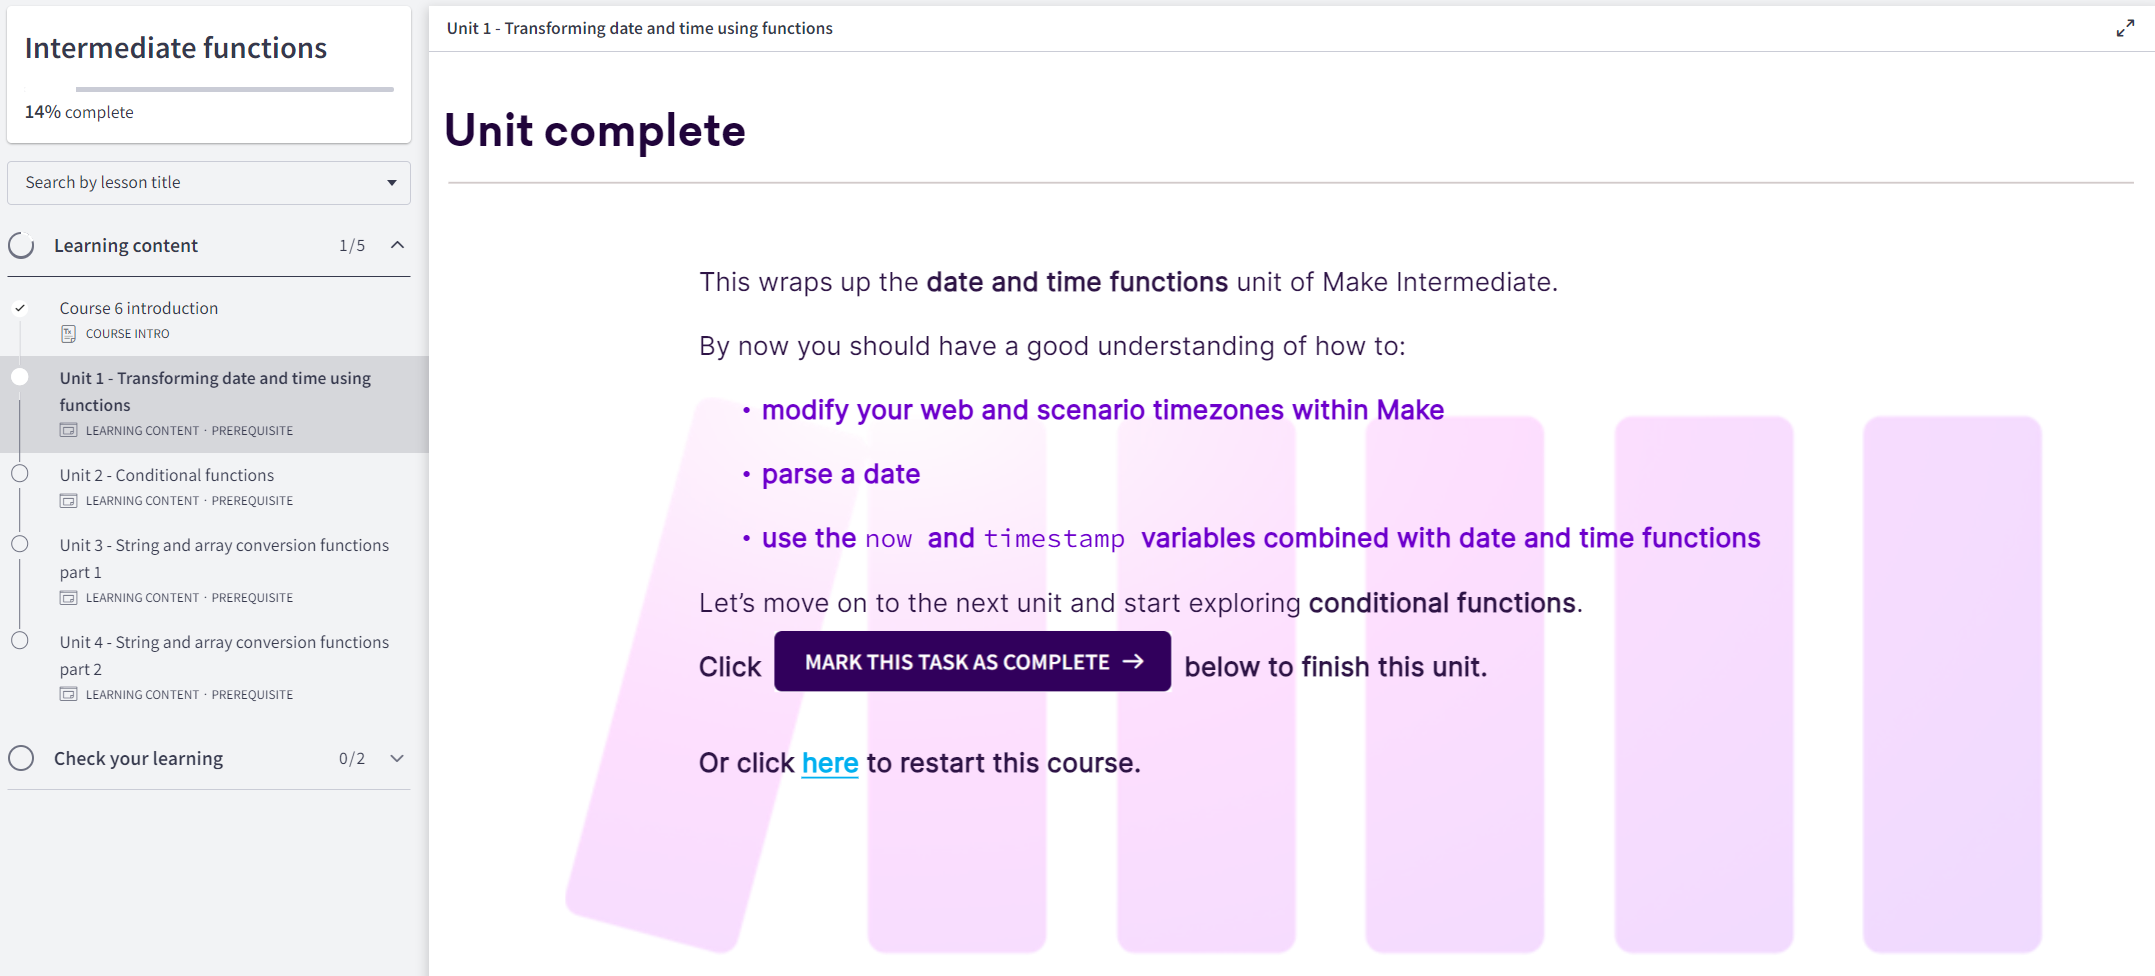 Intermediate functions
14% complete
Search by lesson title
Learning content 1/5
Course 6 introduction
COURSE INTRO
Unit 1 - Transforming date and time using
functions
LEARNING CONTENT · PREREQUISITE
Unit 2 - Conditional functions
LEARNING CONTENT · PREREQUISITE
Unit 3 - String and array conversion functions
part 1
LEARNING CONTENT · PREREQUISITE
Unit 4 - String and array conversion functions
part 2
LEARNING CONTENT · PREREQUISITE
Check your learning 0/2
Unit 1 - Transforming date and time using functions
Unit complete
This wraps up the date and time functions unit of Make Intermediate.
By now you should have a good understanding of how to:
• modify your web and scenario timezones within Make
• parse a date
• use the now and timestamp variables combined with date and time functions
Let’s move on to the next unit and start exploring conditional functions.
Click MARK THIS TASK AS COMPLETE → below to finish this unit.
Or click here to restart this course.